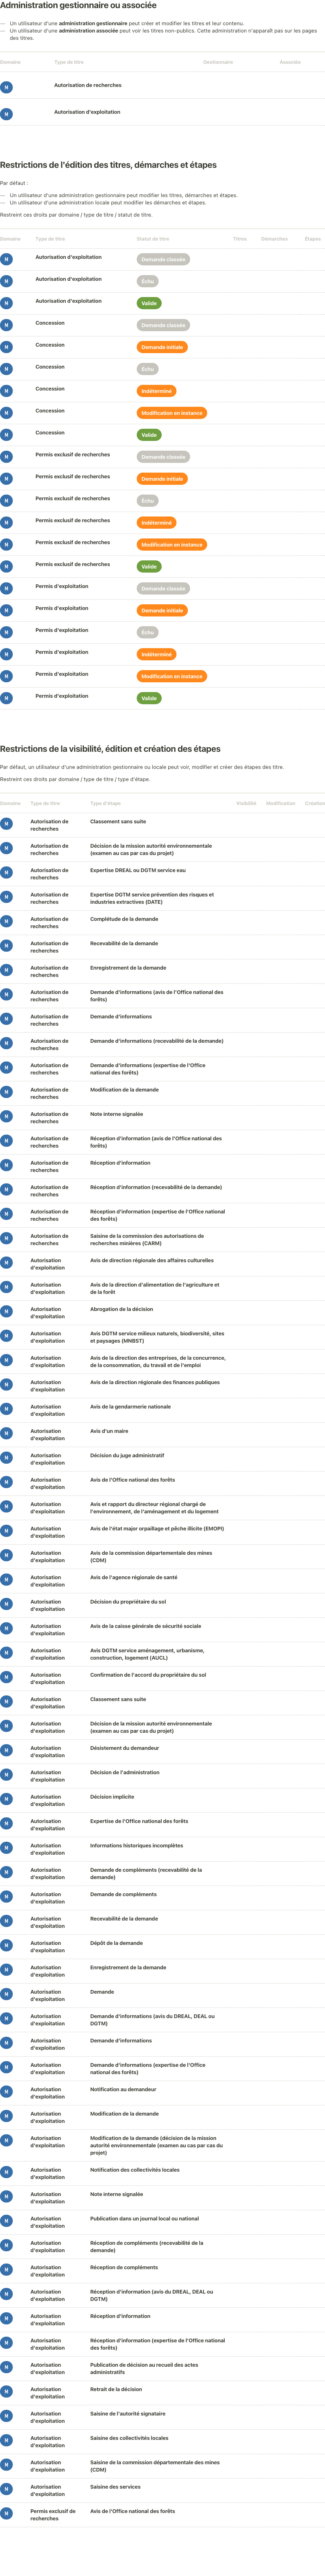 Administration gestionnaire ou associée
— Un utilisateur d'une administration gestionnaire peut créer et modifier les titres et leur contenu.
— Un utilisateur d'une administration associée peut voir les titres non-publics. Cette administration n'apparaît pas sur les pages
des titres.
Domaine Type de titre Gestionnaire Associée
M Autorisation de recherches
M Autorisation d'exploitation
Restrictions de l'édition des titres, démarches et étapes
Par défaut :
— Un utilisateur d'une administration gestionnaire peut modifier les titres, démarches et étapes.
— Un utilisateur d'une administration locale peut modifier les démarches et étapes.
Restreint ces droits par domaine / type de titre / statut de titre.
Domaine Type de titre Statut de titre Titres Démarches Étapes
M Autorisation d'exploitation Demande classée
M Autorisation d'exploitation Échu
M Autorisation d'exploitation Valide
M Concession Demande classée
M Concession Demande initiale
M Concession Échu
M Concession Indéterminé
M Concession Modification en instance
M Concession Valide
M Permis exclusif de recherches Demande classée
M Permis exclusif de recherches Demande initiale
M Permis exclusif de recherches Échu
M Permis exclusif de recherches Indéterminé
M Permis exclusif de recherches Modification en instance
M Permis exclusif de recherches Valide
M Permis d'exploitation Demande classée
M Permis d'exploitation Demande initiale
M Permis d'exploitation Échu
M Permis d'exploitation Indéterminé
M Permis d'exploitation Modification en instance
M Permis d'exploitation Valide
Restrictions de la visibilité, édition et création des étapes
Par défaut, un utilisateur d'une administration gestionnaire ou locale peut voir, modifier et créer des étapes des titre.
Restreint ces droits par domaine / type de titre / type d'étape.
Domaine Type de titre Type d'étape Visibilité Modification Création
M Autorisation de Classement sans suite
recherches
M Autorisation de Décision de la mission autorité environnementale
recherches (examen au cas par cas du projet)
M Autorisation de Expertise DREAL ou DGTM service eau
recherches
M Autorisation de Expertise DGTM service prévention des risques et
recherches industries extractives (DATE)
M Autorisation de Complétude de la demande
recherches
M Autorisation de Recevabilité de la demande
recherches
M Autorisation de Enregistrement de la demande
recherches
M Autorisation de Demande d'informations (avis de l'Office national des
recherches forêts)
M Autorisation de Demande d'informations
recherches
M Autorisation de Demande d'informations (recevabilité de la demande)
recherches
M Autorisation de Demande d'informations (expertise de l'Office
recherches national des forêts)
M Autorisation de Modification de la demande
recherches
M Autorisation de Note interne signalée
recherches
M Autorisation de Réception d'information (avis de l'Office national des
recherches forêts)
M Autorisation de Réception d'information
recherches
M Autorisation de Réception d'information (recevabilité de la demande)
recherches
M Autorisation de Réception d'information (expertise de l'Office national
recherches des forêts)
M Autorisation de Saisine de la commission des autorisations de
recherches recherches minières (CARM)
M Autorisation Avis de direction régionale des affaires culturelles
d'exploitation
M Autorisation Avis de la direction d'alimentation de l'agriculture et
d'exploitation de la forêt
M Autorisation Abrogation de la décision
d'exploitation
M Autorisation Avis DGTM service milieux naturels, biodiversité, sites
d'exploitation et paysages (MNBST)
M Autorisation Avis de la direction des entreprises, de la concurrence,
d'exploitation de la consommation, du travail et de l'emploi
M Autorisation Avis de la direction régionale des finances publiques
d'exploitation
M Autorisation Avis de la gendarmerie nationale
d'exploitation
M Autorisation Avis d'un maire
d'exploitation
M Autorisation Décision du juge administratif
d'exploitation
M Autorisation Avis de l'Office national des forêts
d'exploitation
M Autorisation Avis et rapport du directeur régional chargé de
d'exploitation l'environnement, de l'aménagement et du logement
M Autorisation Avis de l'état major orpaillage et pêche illicite (EMOPI)
d'exploitation
M Autorisation Avis de la commission départementale des mines
d'exploitation (CDM)
M Autorisation Avis de l'agence régionale de santé
d'exploitation
M Autorisation Décision du propriétaire du sol
d'exploitation
M Autorisation Avis de la caisse générale de sécurité sociale
d'exploitation
M Autorisation Avis DGTM service aménagement, urbanisme,
d'exploitation construction, logement (AUCL)
M Autorisation Confirmation de l'accord du propriétaire du sol
d'exploitation
M Autorisation Classement sans suite
d'exploitation
M Autorisation Décision de la mission autorité environnementale
d'exploitation (examen au cas par cas du projet)
M Autorisation Désistement du demandeur
d'exploitation
M Autorisation Décision de l'administration
d'exploitation
M Autorisation Décision implicite
d'exploitation
M Autorisation Expertise de l'Office national des forêts
d'exploitation
M Autorisation Informations historiques incomplètes
d'exploitation
M Autorisation Demande de compléments (recevabilité de la
d'exploitation demande)
M Autorisation Demande de compléments
d'exploitation
M Autorisation Recevabilité de la demande
d'exploitation
M Autorisation Dépôt de la demande
d'exploitation
M Autorisation Enregistrement de la demande
d'exploitation
M Autorisation Demande
d'exploitation
M Autorisation Demande d'informations (avis du DREAL, DEAL ou
d'exploitation DGTM)
M Autorisation Demande d'informations
d'exploitation
M Autorisation Demande d'informations (expertise de l'Office
d'exploitation national des forêts)
M Autorisation Notification au demandeur
d'exploitation
M Autorisation Modification de la demande
d'exploitation
M Autorisation Modification de la demande (décision de la mission
d'exploitation autorité environnementale (examen au cas par cas du
projet)
M Autorisation Notification des collectivités locales
d'exploitation
M Autorisation Note interne signalée
d'exploitation
M Autorisation Publication dans un journal local ou national
d'exploitation
M Autorisation Réception de compléments (recevabilité de la
d'exploitation demande)
M Autorisation Réception de compléments
d'exploitation
M Autorisation Réception d'information (avis du DREAL, DEAL ou
d'exploitation DGTM)
M Autorisation Réception d'information
d'exploitation
M Autorisation Réception d'information (expertise de l'Office national
d'exploitation des forêts)
M Autorisation Publication de décision au recueil des actes
d'exploitation administratifs
M Autorisation Retrait de la décision
d'exploitation
M Autorisation Saisine de l'autorité signataire
d'exploitation
M Autorisation Saisine des collectivités locales
d'exploitation
M Autorisation Saisine de la commission départementale des mines
d'exploitation (CDM)
M Autorisation Saisine des services
d'exploitation
M Permis exclusif de Avis de l'Office national des forêts
recherches